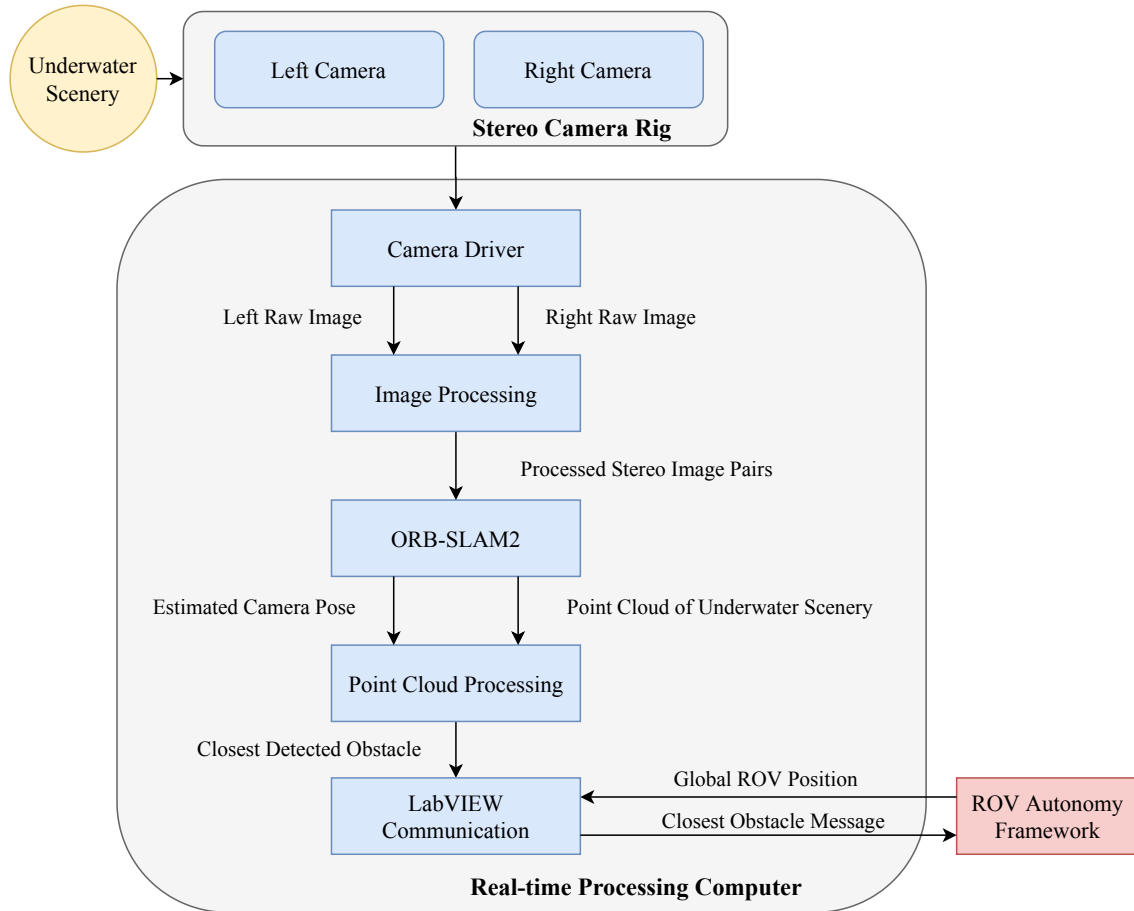 Underwater
Scenery
Left Camera
Right Camera
Stereo Camera Rig
Camera Driver
Left Raw Image
Right Raw Image
Image Processing
Processed Stereo Image Pairs
ORB-SLAM2
Estimated Camera Pose
Point Cloud of Underwater Scenery
Point Cloud Processing
Closest Detected Obstacle
LabVIEW
Communication
Global ROV Position
Closest Obstacle Message
ROV Autonomy
Framework
Real-time Processing Computer